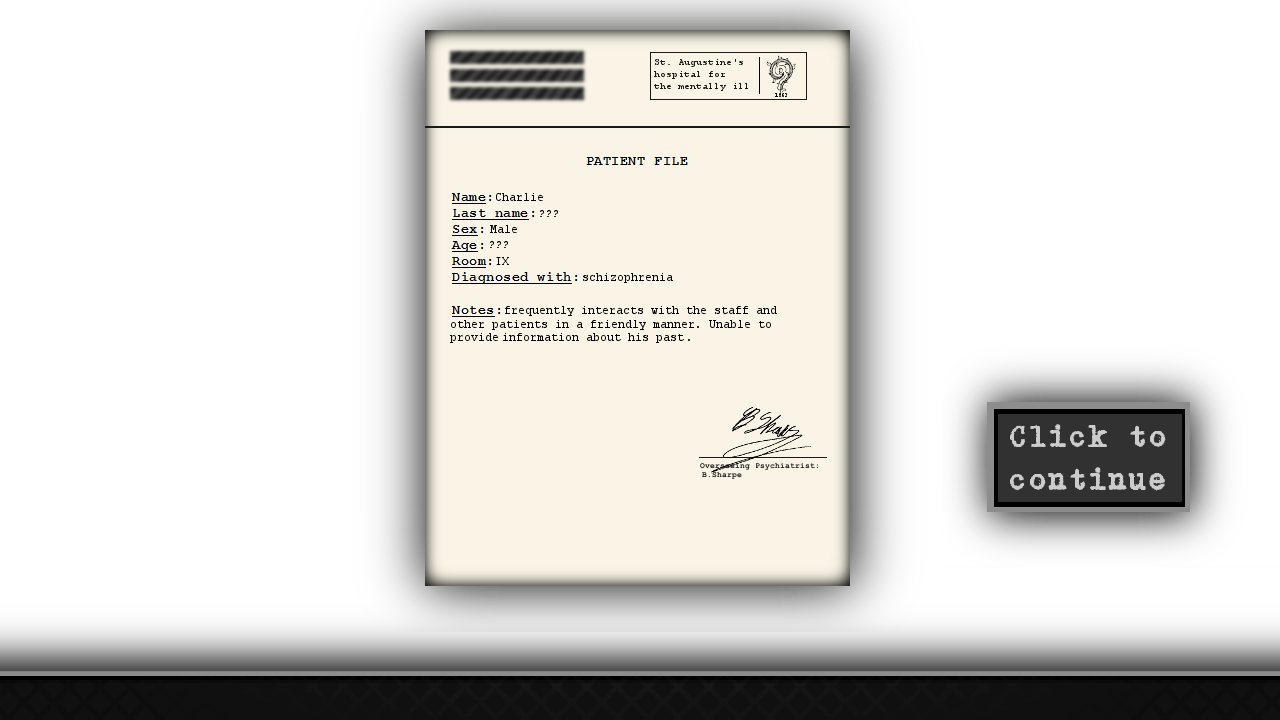 St. Augustine's
hospital for
the mentally ill
1863
PATIENT FILE
Name: Charlie
Last name: ???
Sex: Male
Age: ???
Room: IX
Diagnosed with: schizophrenia
Notes: frequently interacts with the staff and
other patients in a friendly manner. Unable to
provide information about his past.
B Sharpe
Overseeing Psychiatrist:
B.Sharpe
Click to
continue